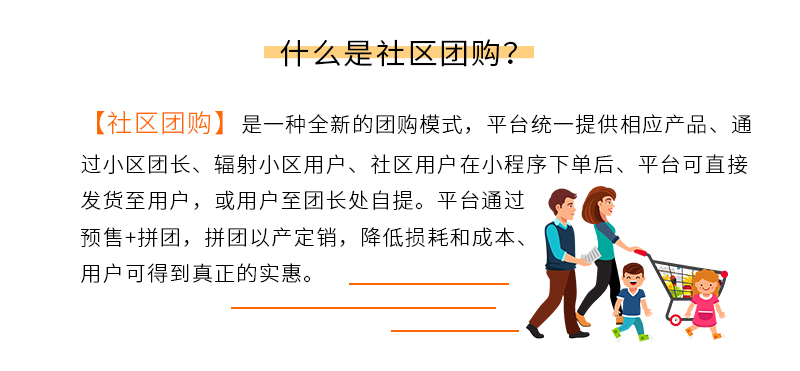 什么是社区团购？
【社区团购】是一种全新的团购模式，平台统一提供相应产品、通
过小区团长、辐射小区用户、社区用户在小程序下单后、平台可直接
发货至用户，或用户至团长处自提。平台通过
预售+拼团，拼团以产定销，降低损耗和成本、
用户可得到真正的实惠。